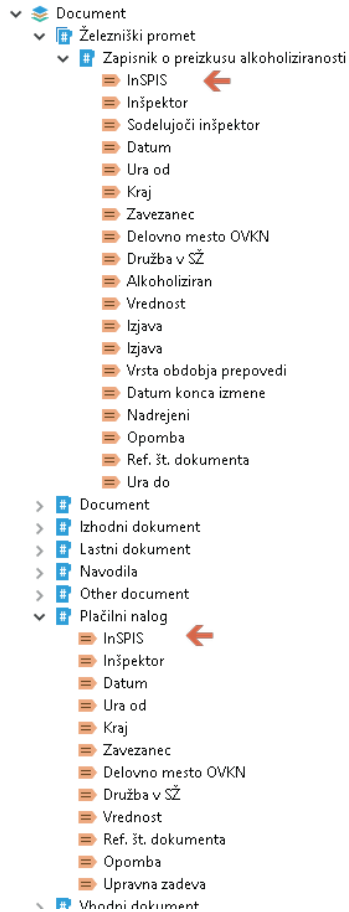 Document
Železniški promet
Zapisnik o preizkusu alkoholiziranosti
InSPIS
Inšpektor
Sodelujoči inšpektor
Datum
Ura od
Kraj
Zavezanec
Delovno mesto OVKN
Družba v SŽ
Alkoholiziran
Vrednost
Izjava
Izjava
Vrsta obdobja prepovedi
Datum konca izmene
Nadrejeni
Opomba
Ref. št. dokumenta
Ura do
Document
Izhodni dokument
Lastni dokument
Navodila
Other document
Plačilni nalog
InSPIS
Inšpektor
Datum
Ura od
Kraj
Zavezanec
Delovno mesto OVKN
Družba v SŽ
Vrednost
Ref. št. dokumenta
Opomba
Upravna zadeva
Vhodni dokument